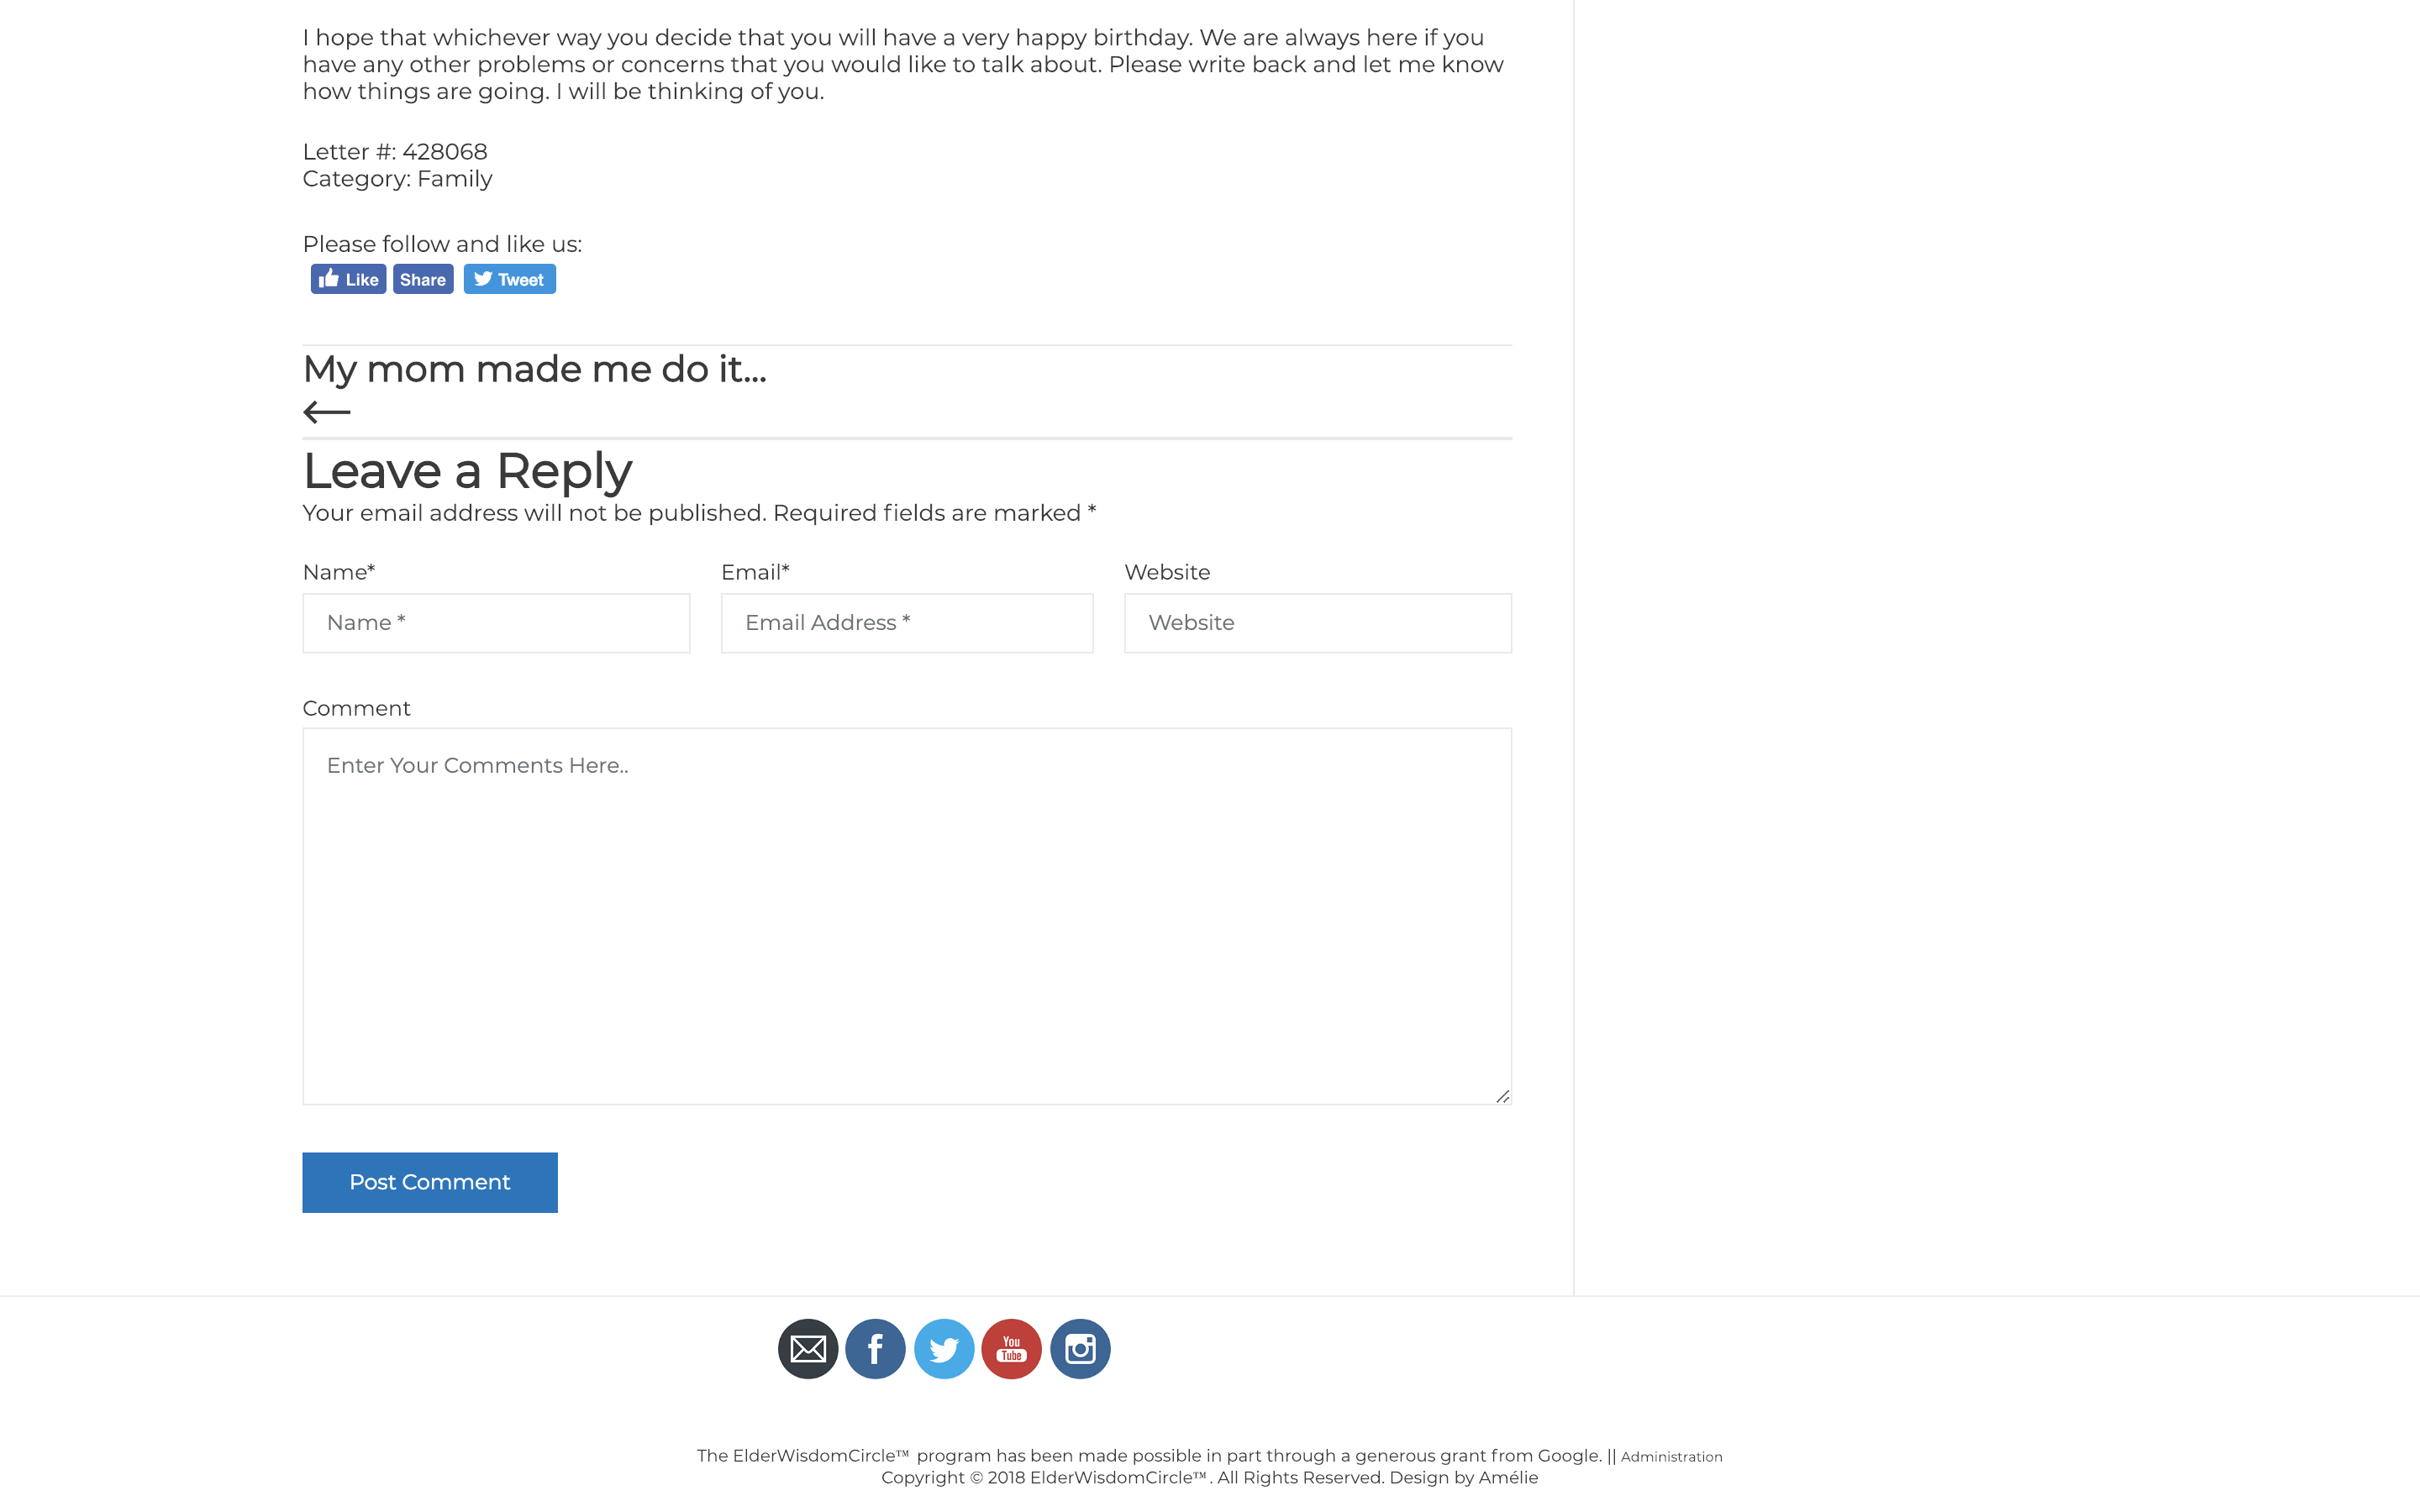 I hope that whichever way you decide that you will have a very happy birthday. We are always here if you
have any other problems or concerns that you would like to talk about. Please write back and let me know
how things are going. I will be thinking of you.
Letter #: 428068
Category: Family
Please follow and like us:
Like Share Tweet
My mom made me do it...
Leave a Reply
Your email address will not be published. Required fields are marked *
Name* Email* Website
Name * Email Address * Website
Comment
Enter Your Comments Here..
Post Comment
You
Tube
The ElderWisdomCircle™ program has been made possible in part through a generous grant from Google. || Administration
Copyright © 2018 ElderWisdomCircle™. All Rights Reserved. Design by Amélie